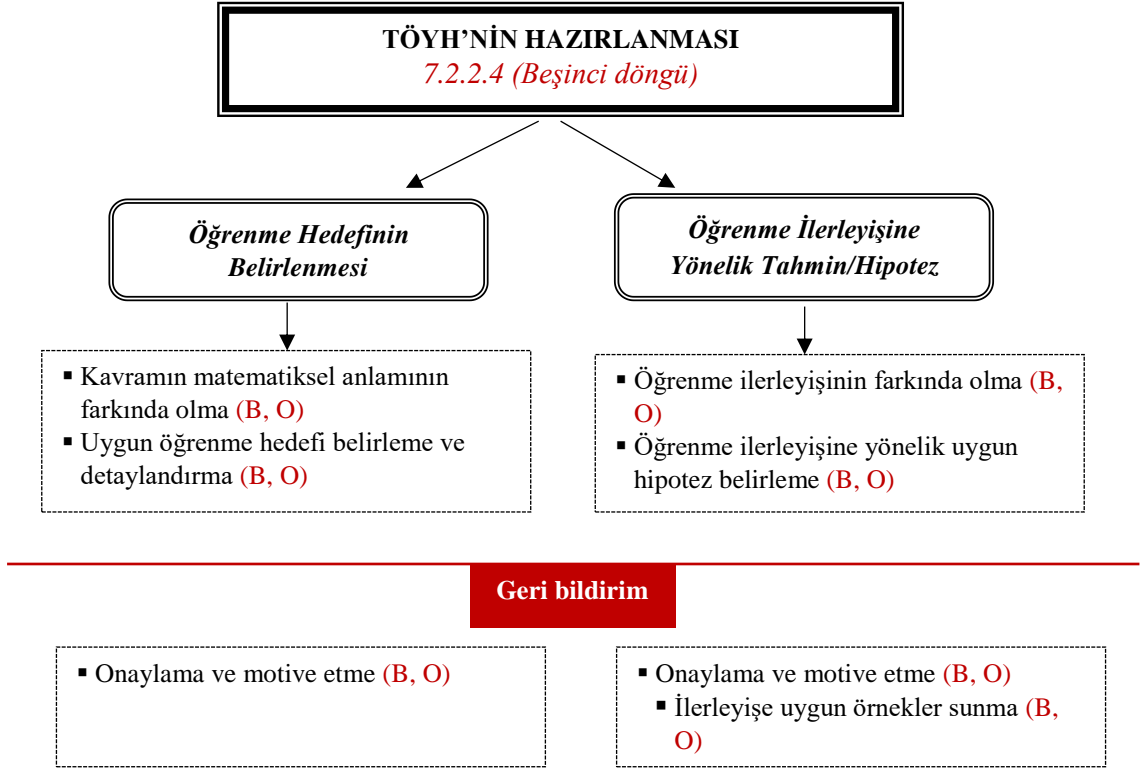 TÖYH’NİN HAZIRLANMASI
7.2.2.4 (Beşinci döngü)
Öğrenme Hedefinin
Belirlenmesi
Öğrenme İlerleyişine
Yönelik Tahmin/Hipotez
▪ Kavramın matematiksel anlamının
farkında olma (B, O)
▪ Uygun öğrenme hedefi belirleme ve
detaylandırma (B, O)
▪ Öğrenme ilerleyişinin farkında olma (B,
O)
▪ Öğrenme ilerleyişine yönelik uygun
hipotez belirleme (B, O)
Geri bildirim
▪ Onaylama ve motive etme (B, O)
▪ Onaylama ve motive etme (B, O)
▪ İlerleyişe uygun örnekler sunma (B,
O)